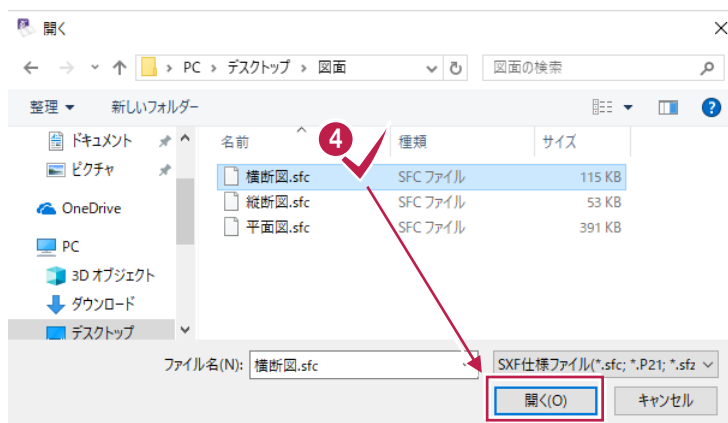 開く
PC › デスクトップ › 図面
図面の検索
整理
新しいフォルダー
ドキュメント
ピクチャ
OneDrive
PC
3D オブジェクト
ダウンロード
デスクトップ
名前
4
種類
サイズ
横断図.sfc
SFC ファイル
115 KB
縦断図.sfc
SFC ファイル
53 KB
平面図.sfc
SFC ファイル
391 KB
ファイル名(N):
横断図.sfc
SXF仕様ファイル(*.sfc; *.P21; *.sfz
開く(O)
キャンセル